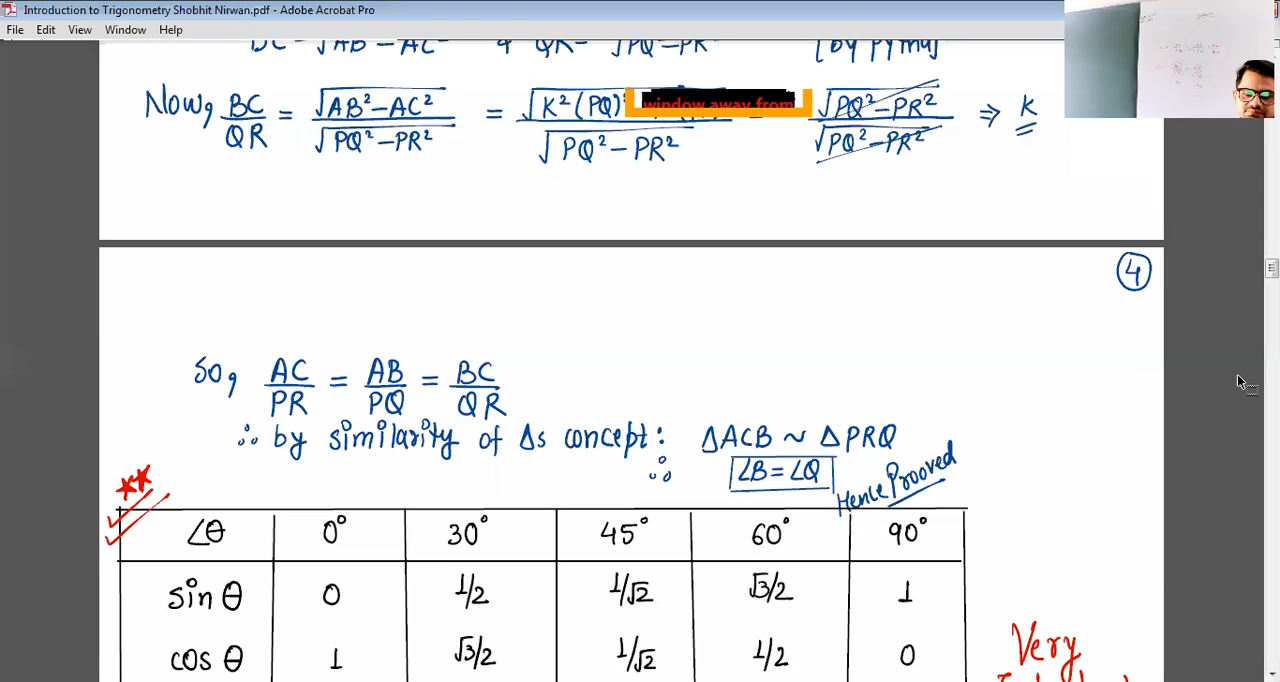 Introduction to Trigonometry Shobhit Nirwan.pdf - Adobe Acrobat Pro
File Edit View Window Help
Now, BC/QR = √AB²-AC²/√PQ²-PR² = √K²(PQ)²/√PQ²-PR² = √PQ²-PR²/√PQ²-PR² ⇒ K
window away from
4
So, AC/PR = AB/PQ = BC/QR
∴ by similarity of Δs concept: ΔACB ~ ΔPRQ
∴ ∠B = ∠Q
Hence Prooved
∠θ 0° 30° 45° 60° 90°
sin θ 0 1/2 1/√2 √3/2 1
cos θ 1 √3/2 1/√2 1/2 0
Very